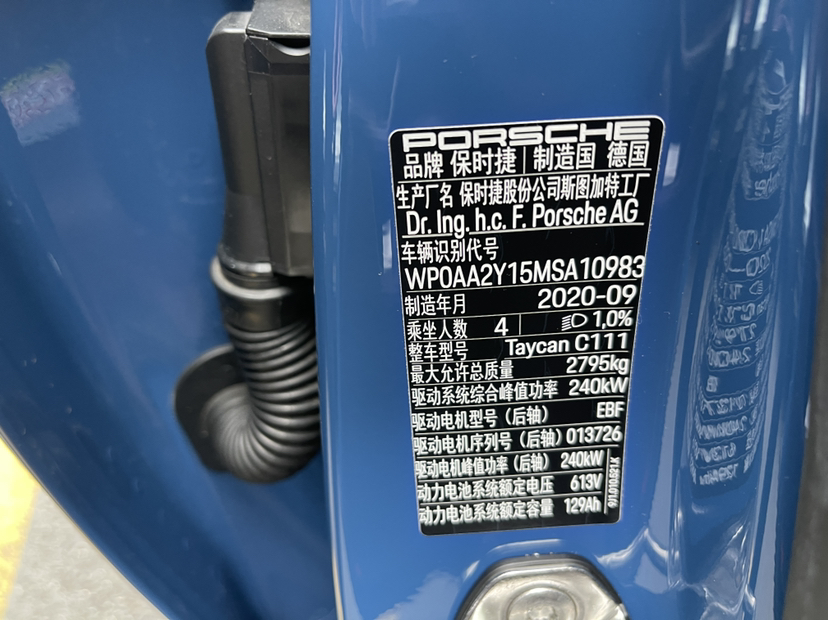 PORSCHE
品牌 保时捷 制造国 德国
生产厂名 保时捷股份公司斯图加特工厂
Dr. Ing. h.c. F. Porsche AG
车辆识别代号
WP0AA2Y15MSA10983
制造年月 2020-09
乘坐人数 4 1,0%
整车型号 Taycan C111
最大允许总质量 2795kg
驱动系统综合峰值功率 240kW
驱动电机型号（后轴） EBF
驱动电机序列号（后轴） 013726
驱动电机峰值功率（后轴） 240kW
动力电池系统额定电压 613V
动力电池系统额定容量 129Ah